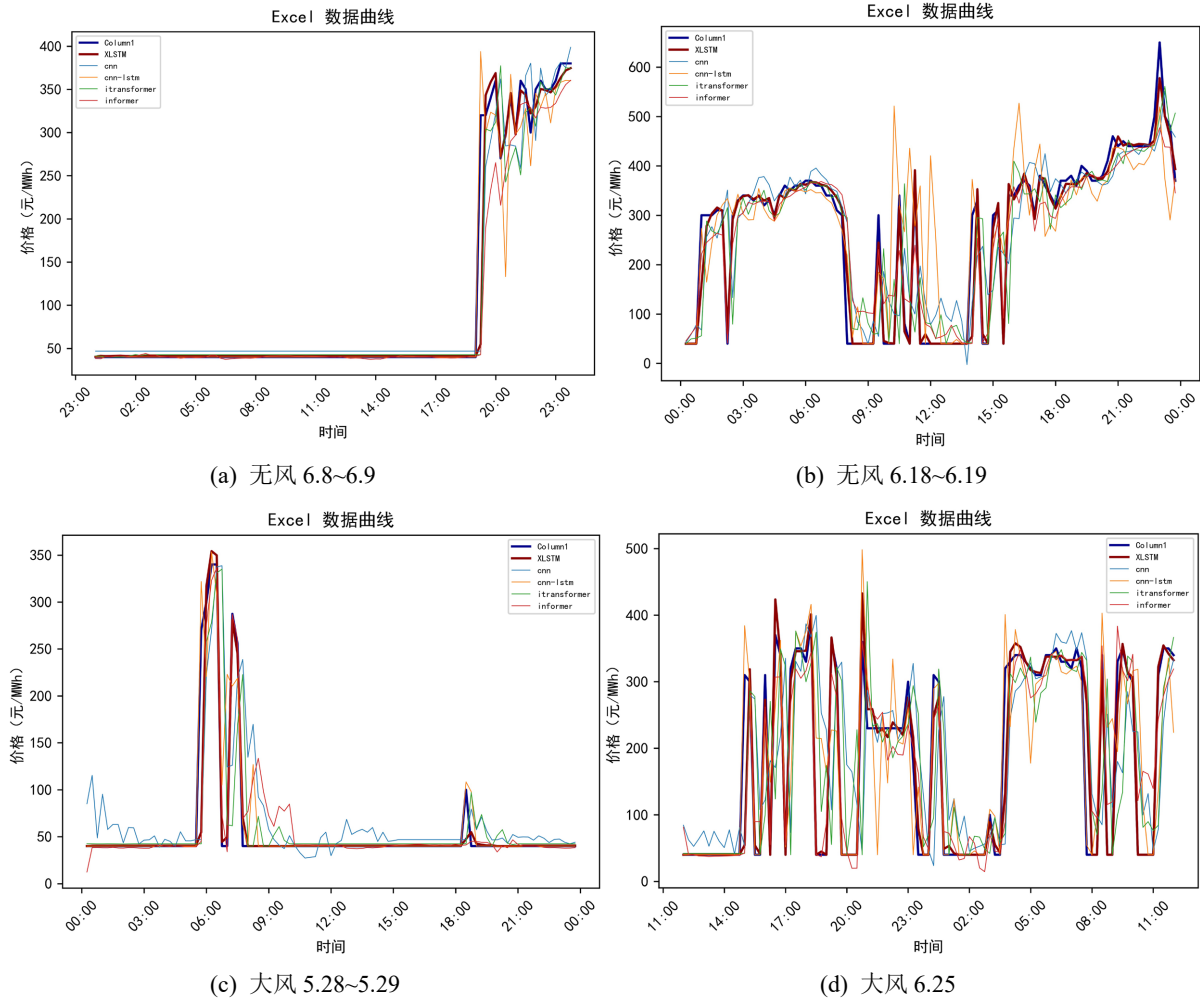 Excel 数据曲线
Column1
XLSTM
cnn
cnn-lstm
itransformer
informer
价格（元/MWh）
400
350
300
250
200
150
100
50
23:00
02:00
05:00
08:00
11:00
14:00
17:00
20:00
23:00
时间
(a) 无风 6.8~6.9
Excel 数据曲线
Column1
XLSTM
cnn
cnn-lstm
itransformer
informer
价格（元/MWh）
600
500
400
300
200
100
0
00:00
03:00
06:00
09:00
12:00
15:00
18:00
21:00
00:00
时间
(b) 无风 6.18~6.19
Excel 数据曲线
Column1
XLSTM
cnn
cnn-lstm
itransformer
informer
价格（元/MWh）
350
300
250
200
150
100
50
0
00:00
03:00
06:00
09:00
12:00
15:00
18:00
21:00
00:00
时间
(c) 大风 5.28~5.29
Excel 数据曲线
Column1
XLSTM
cnn
cnn-lstm
itransformer
informer
价格（元/MWh）
500
400
300
200
100
0
11:00
14:00
17:00
20:00
23:00
02:00
05:00
08:00
11:00
时间
(d) 大风 6.25